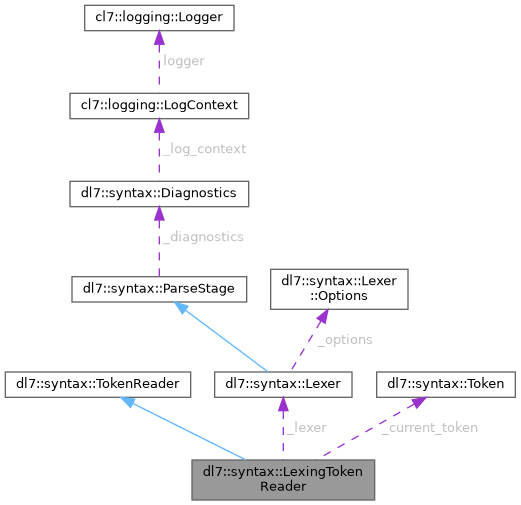 cl7::logging::Logger
logger
cl7::logging::LogContext
_log_context
dl7::syntax::Diagnostics
_diagnostics
dl7::syntax::ParseStage
dl7::syntax::Lexer
::Options
_options
dl7::syntax::TokenReader
dl7::syntax::Lexer
dl7::syntax::Token
_lexer
_current_token
dl7::syntax::LexingToken
Reader